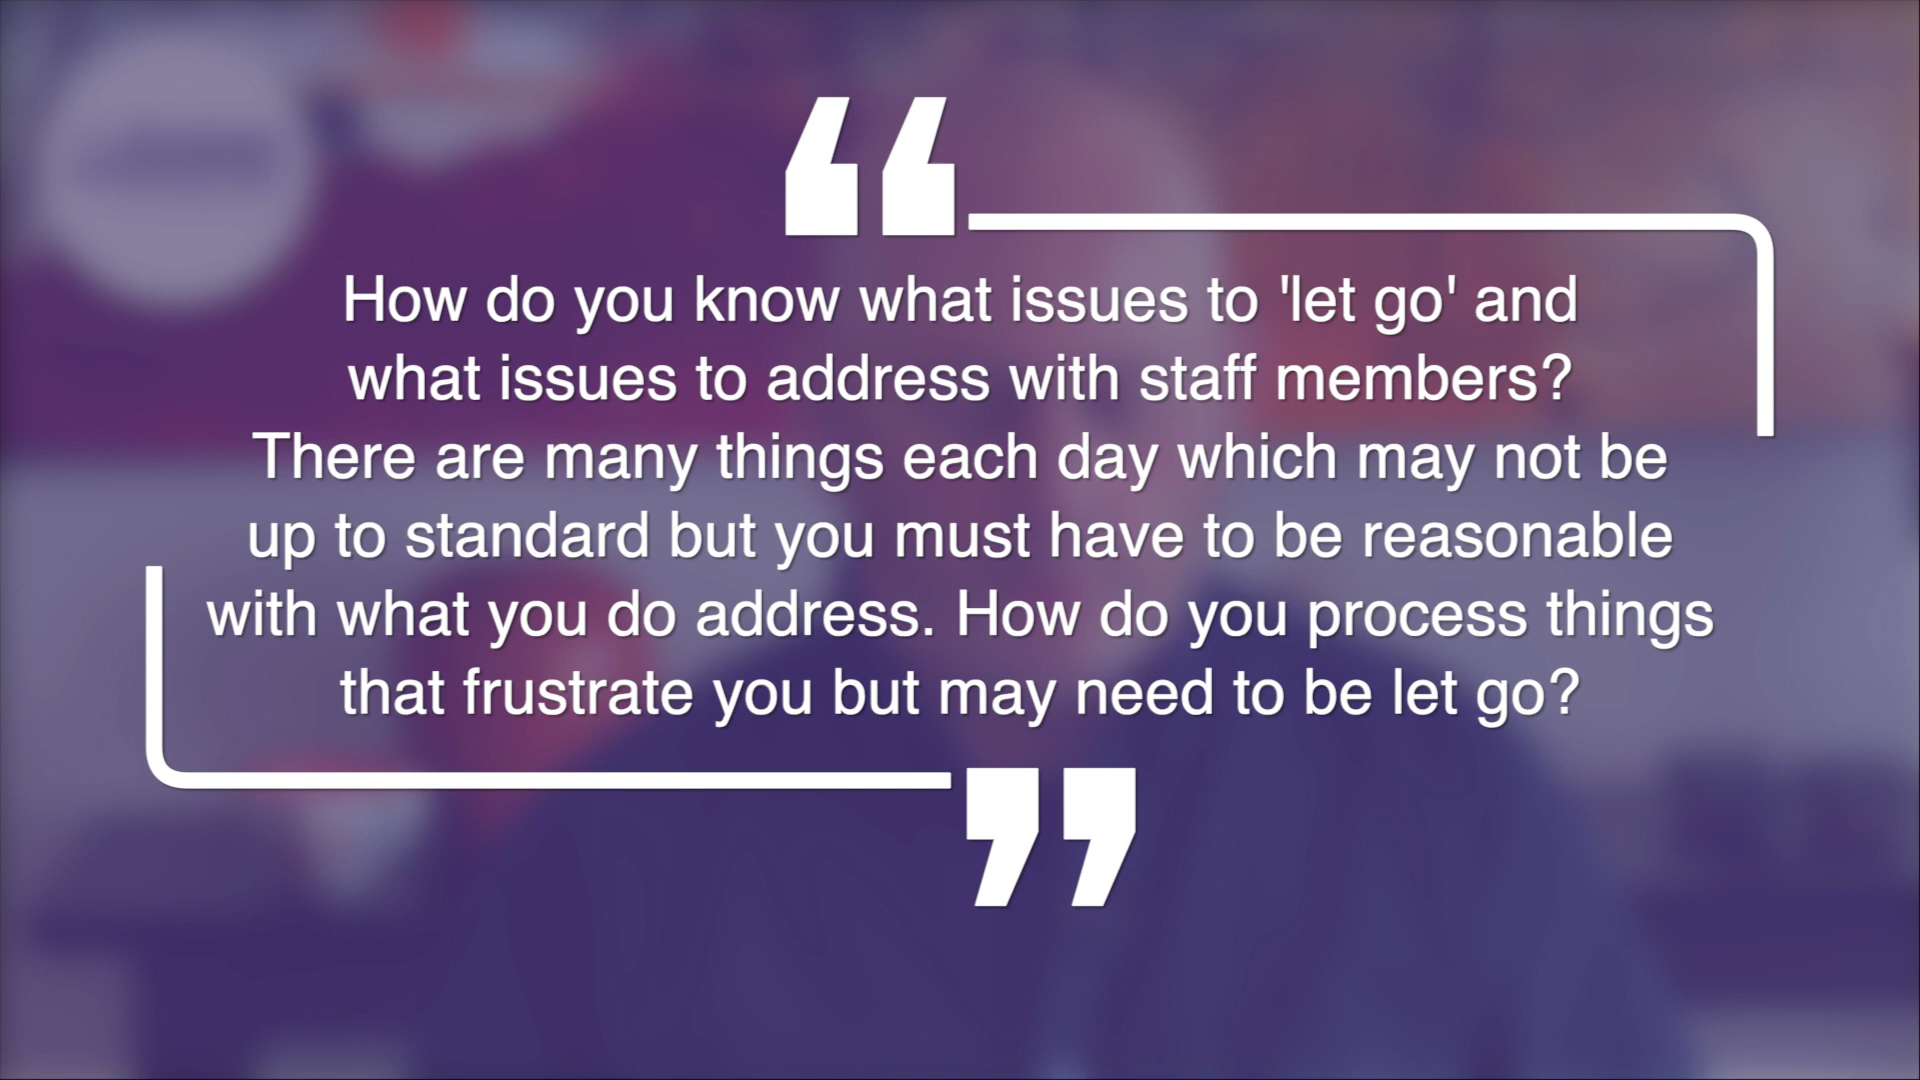 “
How do you know what issues to 'let go' and
what issues to address with staff members?
There are many things each day which may not be
up to standard but you must have to be reasonable
with what you do address. How do you process things
that frustrate you but may need to be let go?
”